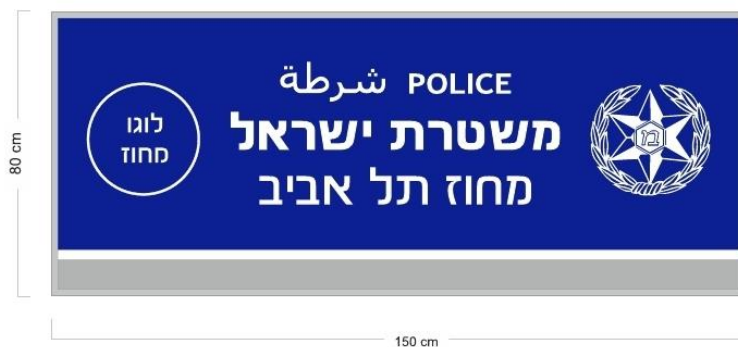 شرطة POLICE
משטרת ישראל
מחוז תל אביב
לוגו
מחוז
מ
80 cm
150 cm